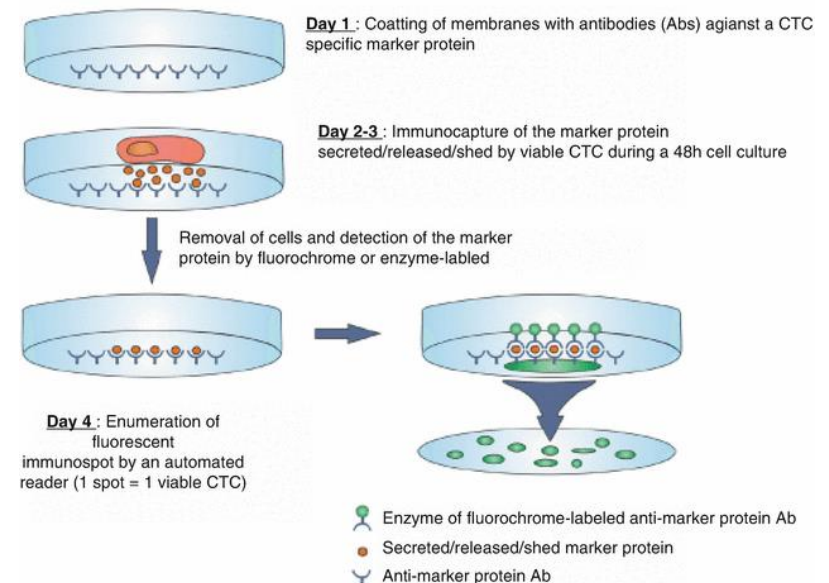 Day 1 : Coatting of membranes with antibodies (Abs) agianst a CTC
specific marker protein
Day 2-3 : Immunocapture of the marker protein
secreted/released/shed by viable CTC during a 48h cell culture
Removal of cells and detection of the marker
protein by fluorochrome or enzyme-labled
Day 4 : Enumeration of
fluorescent
immunospot by an automated
reader (1 spot = 1 viable CTC)
Enzyme of fluorochrome-labeled anti-marker protein Ab
Secreted/released/shed marker protein
Anti-marker protein Ab